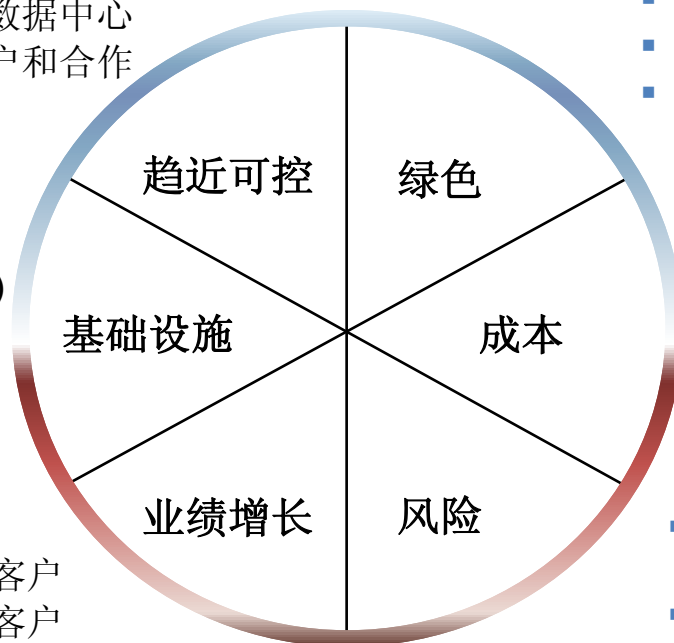 数据中心
户和合作
趋近可控
绿色
)
基础设施
成本
业绩增长
风险
客户
客户